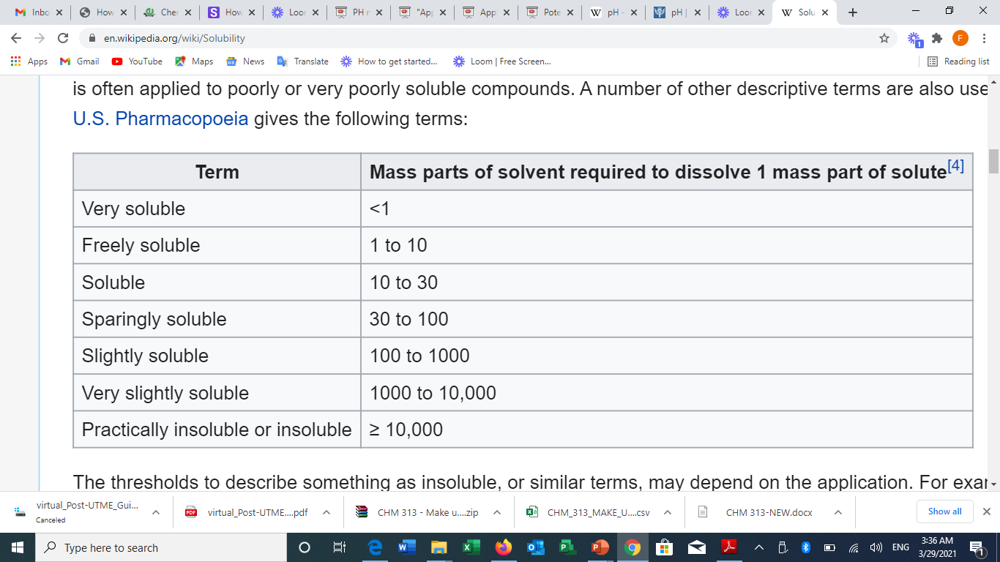 Inbo
How
Cher
How
Loor
PH r
"Ap
App
Pote
pH -
pH |
Loor
Solu
en.wikipedia.org/wiki/Solubility
F
1
Apps
Gmail
YouTube
Maps
News
Translate
How to get started...
Loom | Free Screen...
Reading list
is often applied to poorly or very poorly soluble compounds. A number of other descriptive terms are also use
U.S. Pharmacopoeia gives the following terms:
Term Mass parts of solvent required to dissolve 1 mass part of solute[4]
Very soluble <1
Freely soluble 1 to 10
Soluble 10 to 30
Sparingly soluble 30 to 100
Slightly soluble 100 to 1000
Very slightly soluble 1000 to 10,000
Practically insoluble or insoluble ≥ 10,000
The thresholds to describe something as insoluble, or similar terms, may depend on the application. For exar
virtual_Post-UTME_Gui...
Canceled
virtual_Post-UTME....pdf
CHM 313 - Make u....zip
CHM_313_MAKE_U....csv
CHM 313-NEW.docx
Show all
Type here to search
ENG
3:36 AM
3/29/2021
1